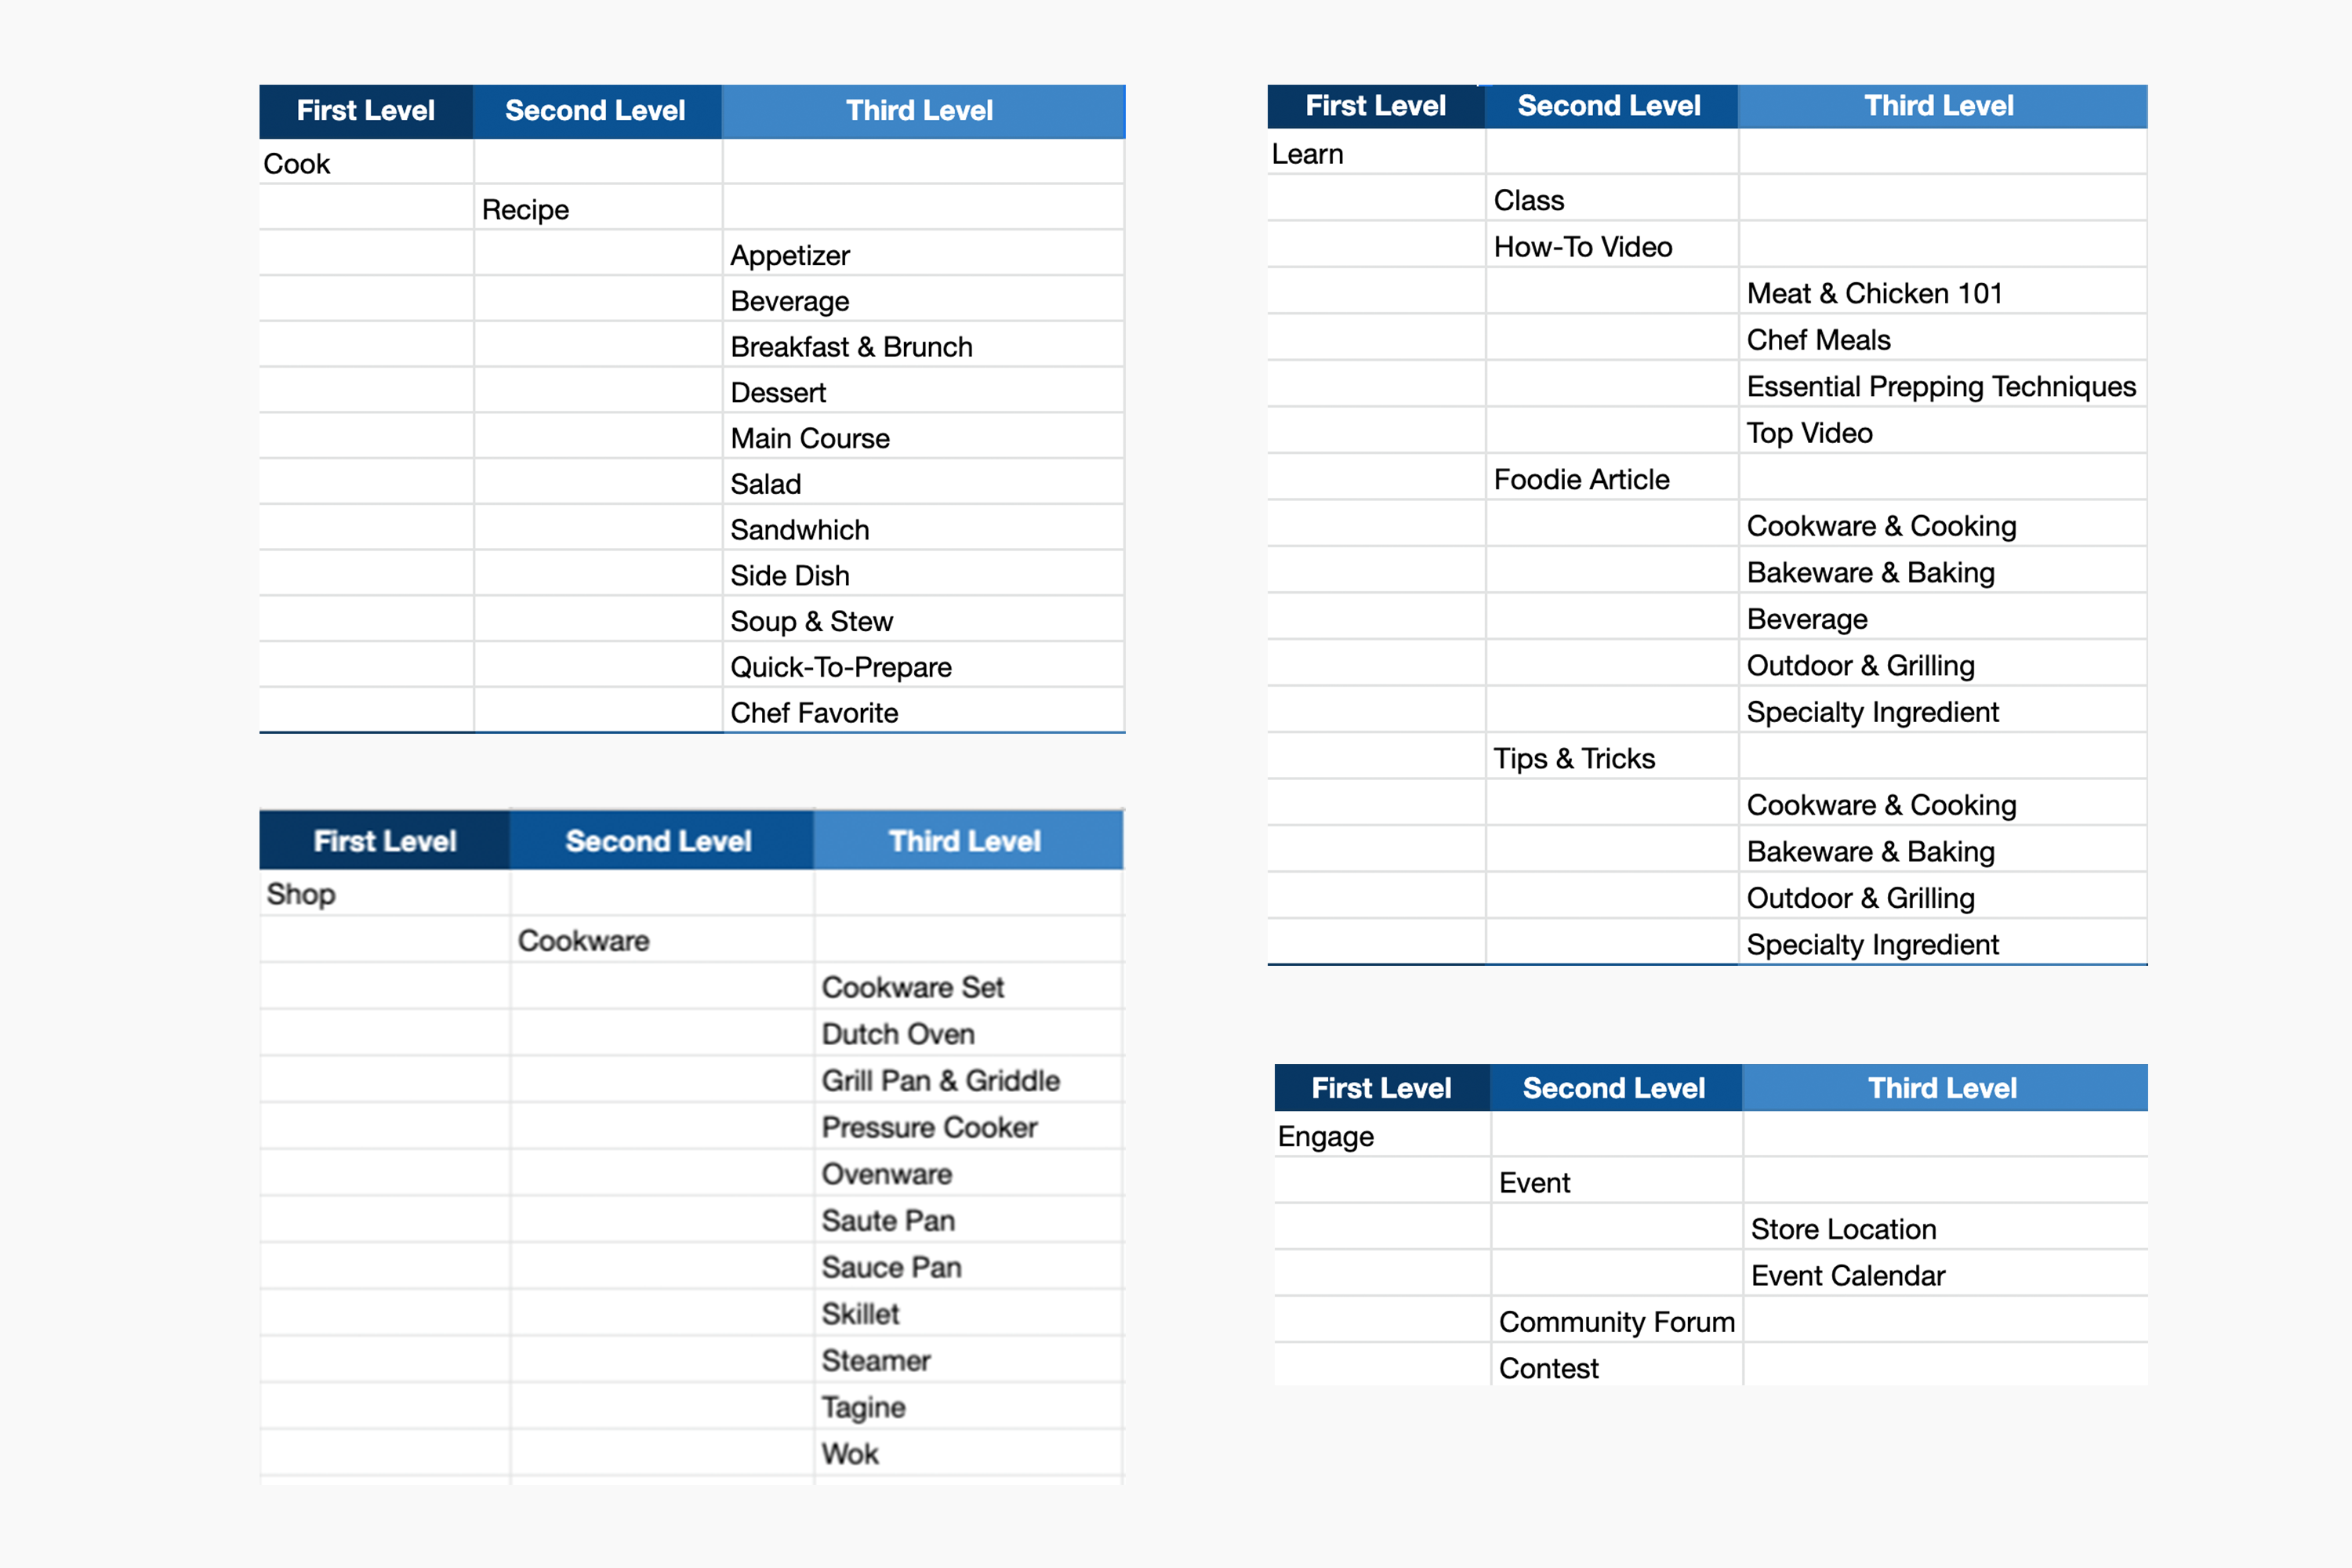 First Level Second Level Third Level
Cook
Recipe
Appetizer
Beverage
Breakfast & Brunch
Dessert
Main Course
Salad
Sandwhich
Side Dish
Soup & Stew
Quick-To-Prepare
Chef Favorite
First Level Second Level Third Level
Shop
Cookware
Cookware Set
Dutch Oven
Grill Pan & Griddle
Pressure Cooker
Ovenware
Saute Pan
Sauce Pan
Skillet
Steamer
Tagine
Wok
First Level Second Level Third Level
Learn
Class
How-To Video
Meat & Chicken 101
Chef Meals
Essential Prepping Techniques
Top Video
Foodie Article
Cookware & Cooking
Bakeware & Baking
Beverage
Outdoor & Grilling
Specialty Ingredient
Tips & Tricks
Cookware & Cooking
Bakeware & Baking
Outdoor & Grilling
Specialty Ingredient
First Level Second Level Third Level
Engage
Event
Store Location
Event Calendar
Community Forum
Contest